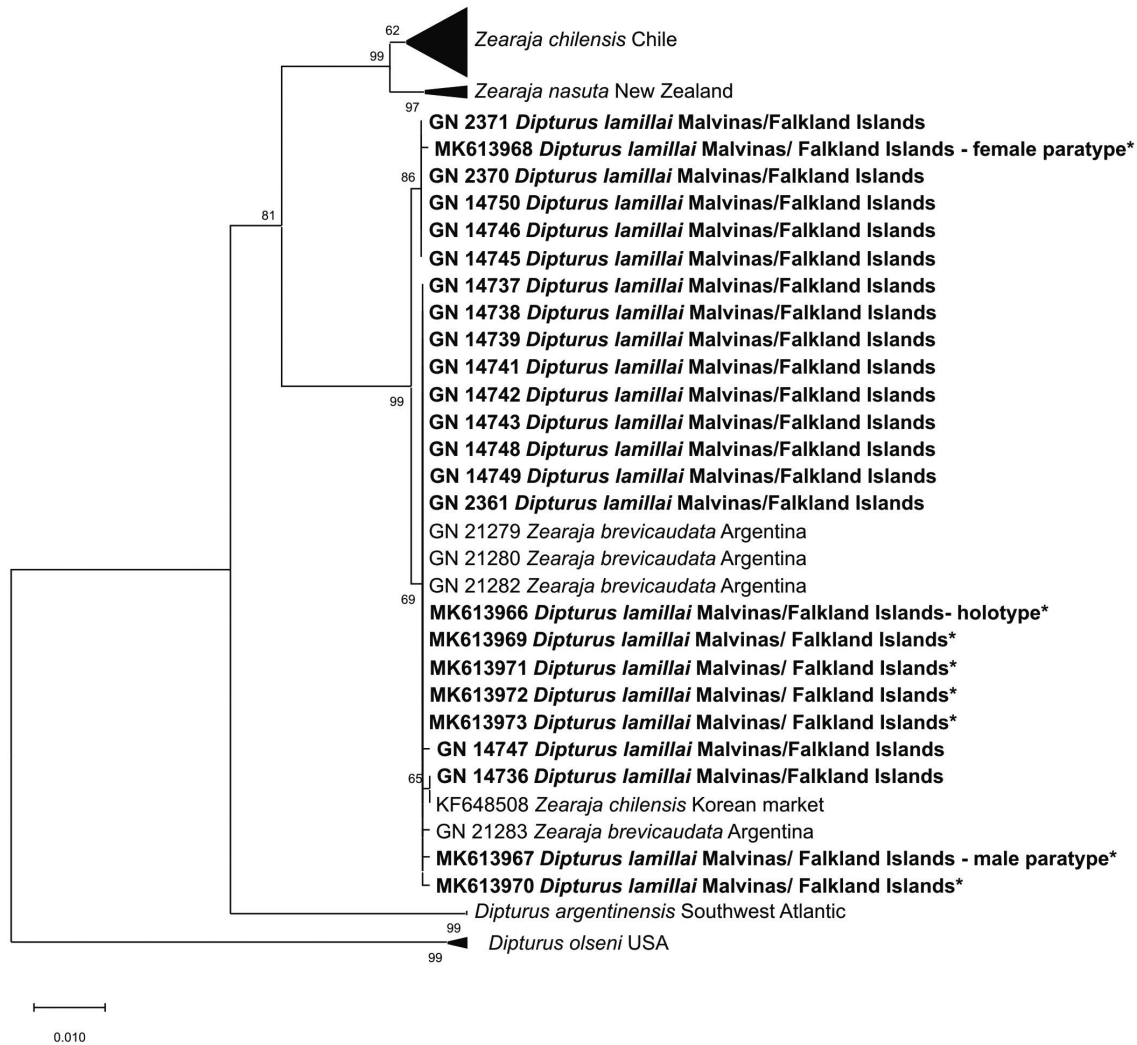 62
Zearaja chilensis Chile
99
Zearaja nasuta New Zealand
97
GN 2371 Dipturus lamillai Malvinas/Falkland Islands
MK613968 Dipturus lamillai Malvinas/ Falkland Islands - female paratype*
86
GN 2370 Dipturus lamillai Malvinas/Falkland Islands
GN 14750 Dipturus lamillai Malvinas/Falkland Islands
81
GN 14746 Dipturus lamillai Malvinas/Falkland Islands
GN 14745 Dipturus lamillai Malvinas/Falkland Islands
GN 14737 Dipturus lamillai Malvinas/Falkland Islands
GN 14738 Dipturus lamillai Malvinas/Falkland Islands
GN 14739 Dipturus lamillai Malvinas/Falkland Islands
GN 14741 Dipturus lamillai Malvinas/Falkland Islands
GN 14742 Dipturus lamillai Malvinas/Falkland Islands
99
GN 14743 Dipturus lamillai Malvinas/Falkland Islands
GN 14748 Dipturus lamillai Malvinas/Falkland Islands
GN 14749 Dipturus lamillai Malvinas/Falkland Islands
GN 2361 Dipturus lamillai Malvinas/Falkland Islands
GN 21279 Zearaja brevicaudata Argentina
GN 21280 Zearaja brevicaudata Argentina
GN 21282 Zearaja brevicaudata Argentina
69
MK613966 Dipturus lamillai Malvinas/Falkland Islands- holotype*
MK613969 Dipturus lamillai Malvinas/ Falkland Islands*
MK613971 Dipturus lamillai Malvinas/ Falkland Islands*
MK613972 Dipturus lamillai Malvinas/ Falkland Islands*
MK613973 Dipturus lamillai Malvinas/ Falkland Islands*
GN 14747 Dipturus lamillai Malvinas/Falkland Islands
65
GN 14736 Dipturus lamillai Malvinas/Falkland Islands
KF648508 Zearaja chilensis Korean market
GN 21283 Zearaja brevicaudata Argentina
MK613967 Dipturus lamillai Malvinas/ Falkland Islands - male paratype*
MK613970 Dipturus lamillai Malvinas/ Falkland Islands*
Dipturus argentinensis Southwest Atlantic
99
Dipturus olseni USA
99
0.010